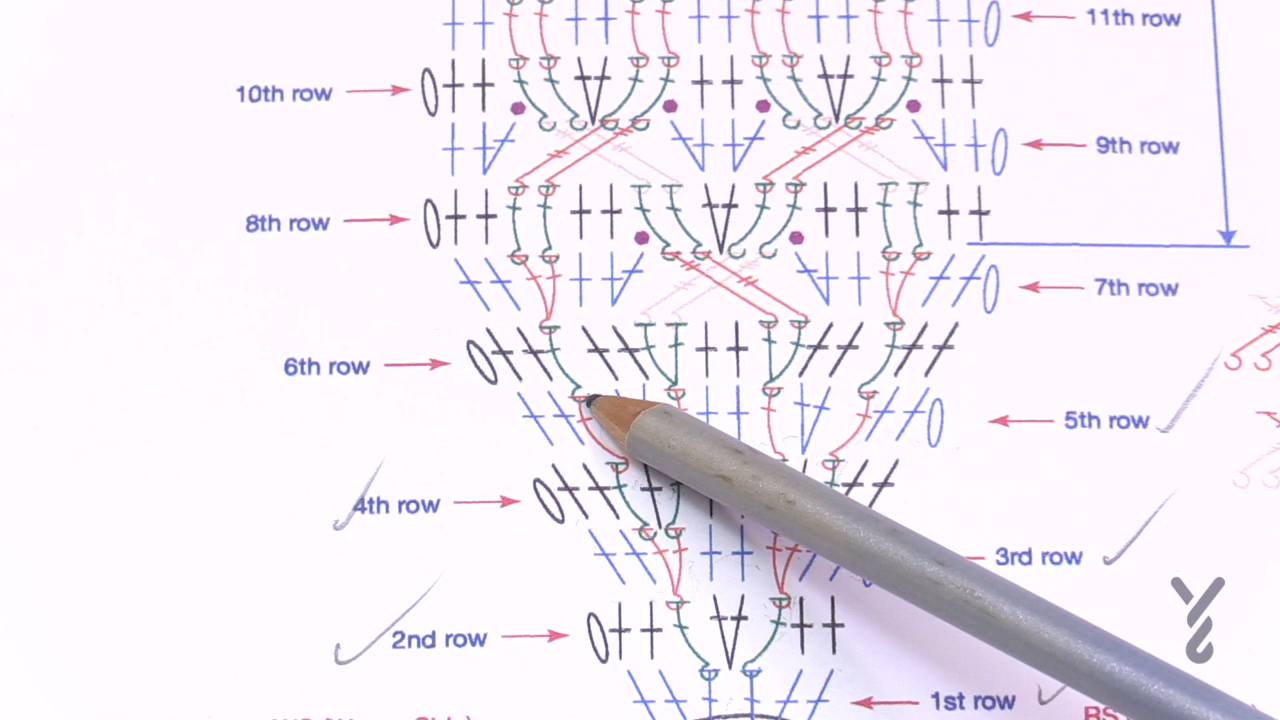 11th row
10th row
9th row
8th row
7th row
6th row
5th row
4th row
3rd row
2nd row
1st row
RS